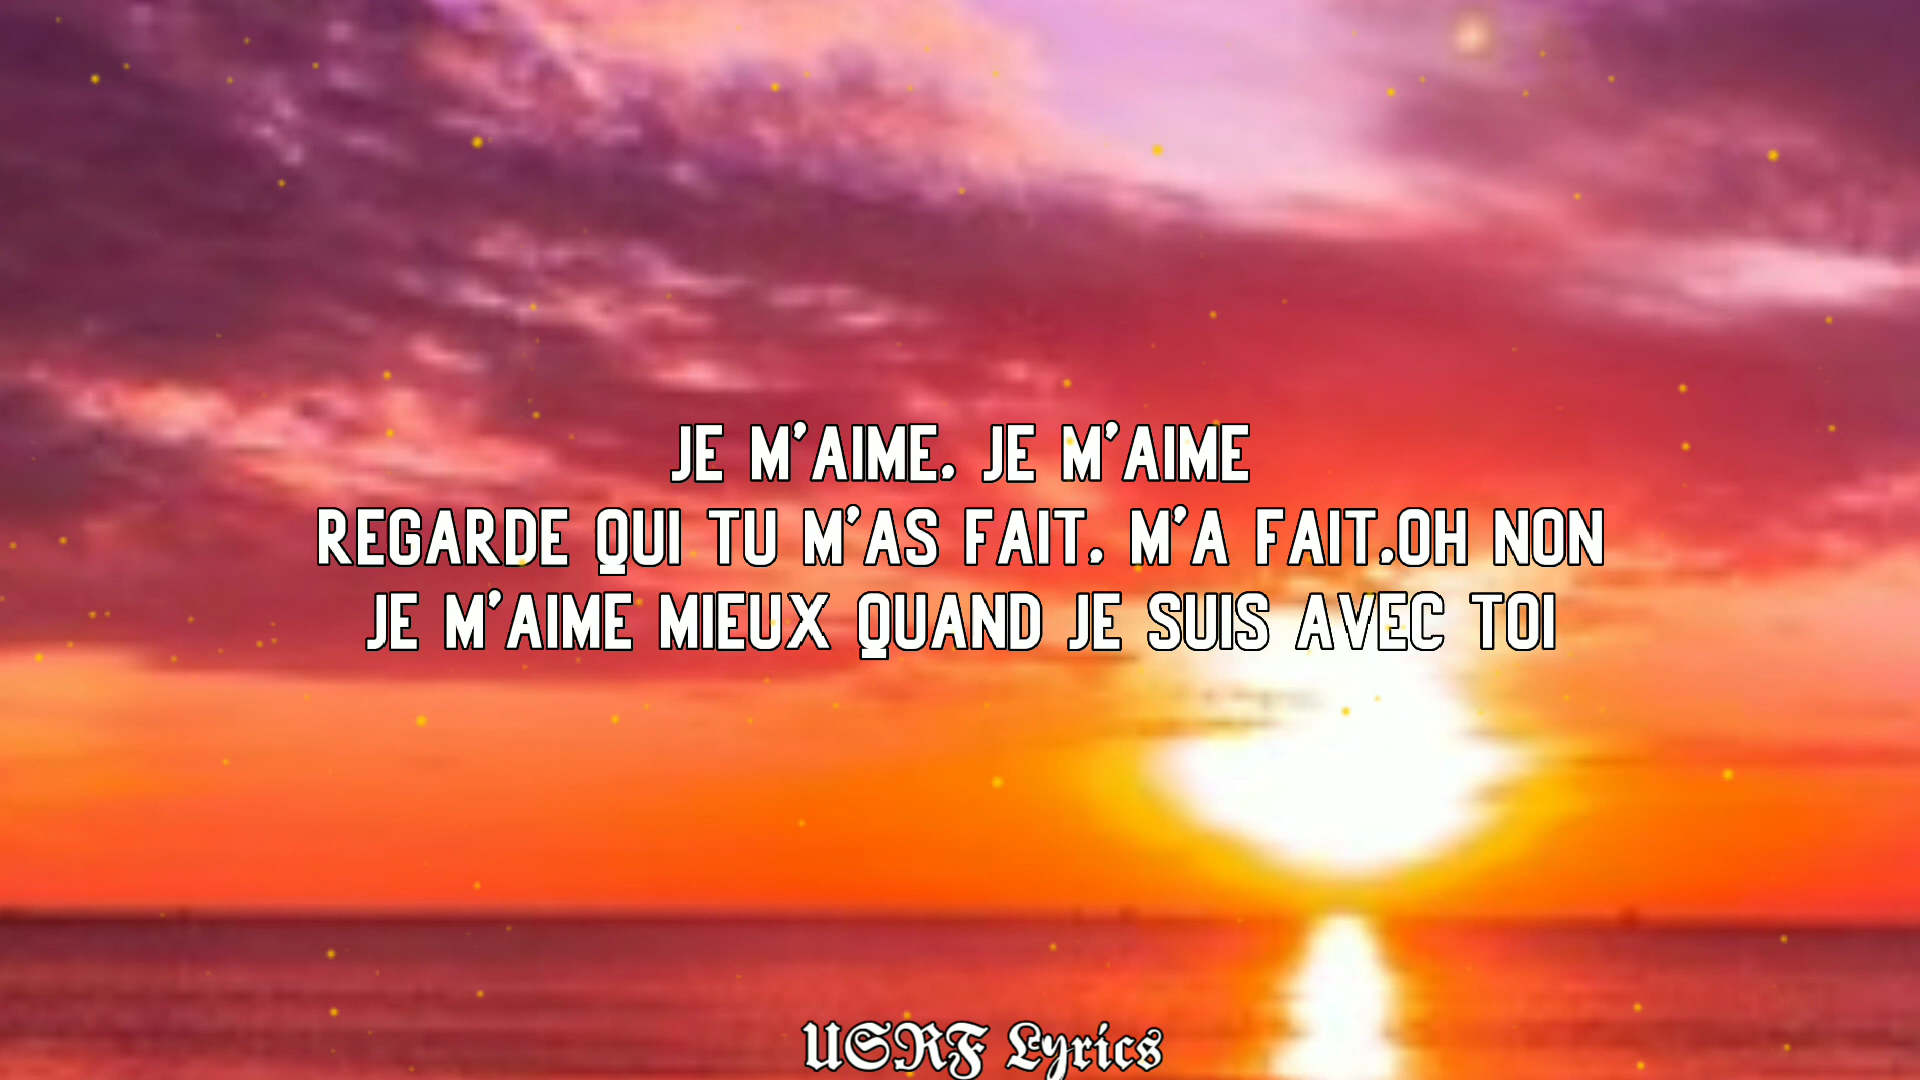 JE M'AIME, JE M'AIME
REGARDE QUI TU M'AS FAIT, M'A FAIT,OH NON
JE M'AIME MIEUX QUAND JE SUIS AVEC TOI
USRF Lyrics